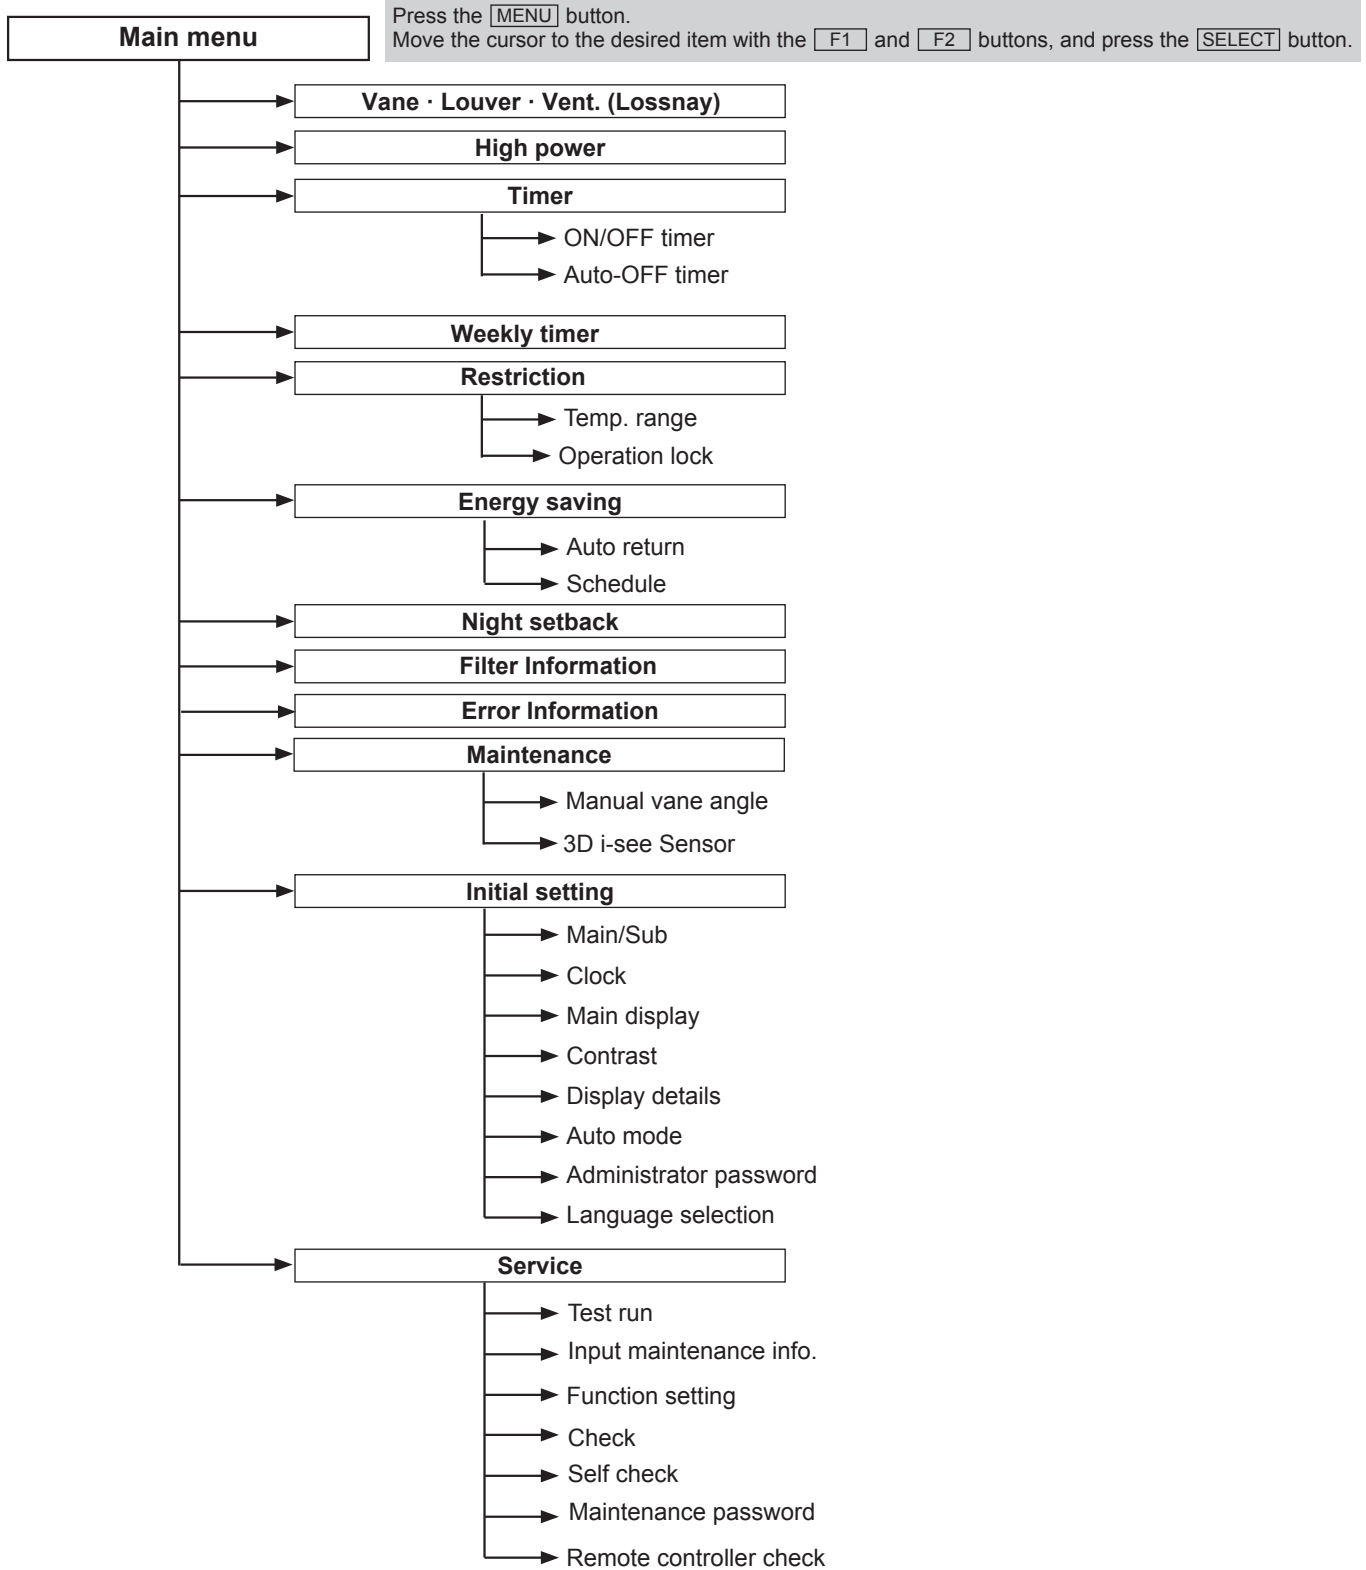 Main menu
Press the MENU button.
Move the cursor to the desired item with the F1 and F2 buttons, and press the SELECT button.
Vane · Louver · Vent. (Lossnay)
High power
Timer
ON/OFF timer
Auto-OFF timer
Weekly timer
Restriction
Temp. range
Operation lock
Energy saving
Auto return
Schedule
Night setback
Filter Information
Error Information
Maintenance
Manual vane angle
3D i-see Sensor
Initial setting
Main/Sub
Clock
Main display
Contrast
Display details
Auto mode
Administrator password
Language selection
Service
Test run
Input maintenance info.
Function setting
Check
Self check
Maintenance password
Remote controller check